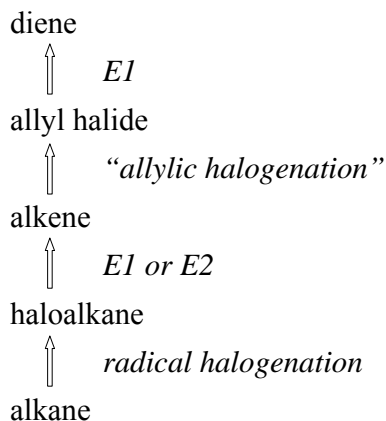 diene
E1
allyl halide
“allylic halogenation”
alkene
E1 or E2
haloalkane
radical halogenation
alkane